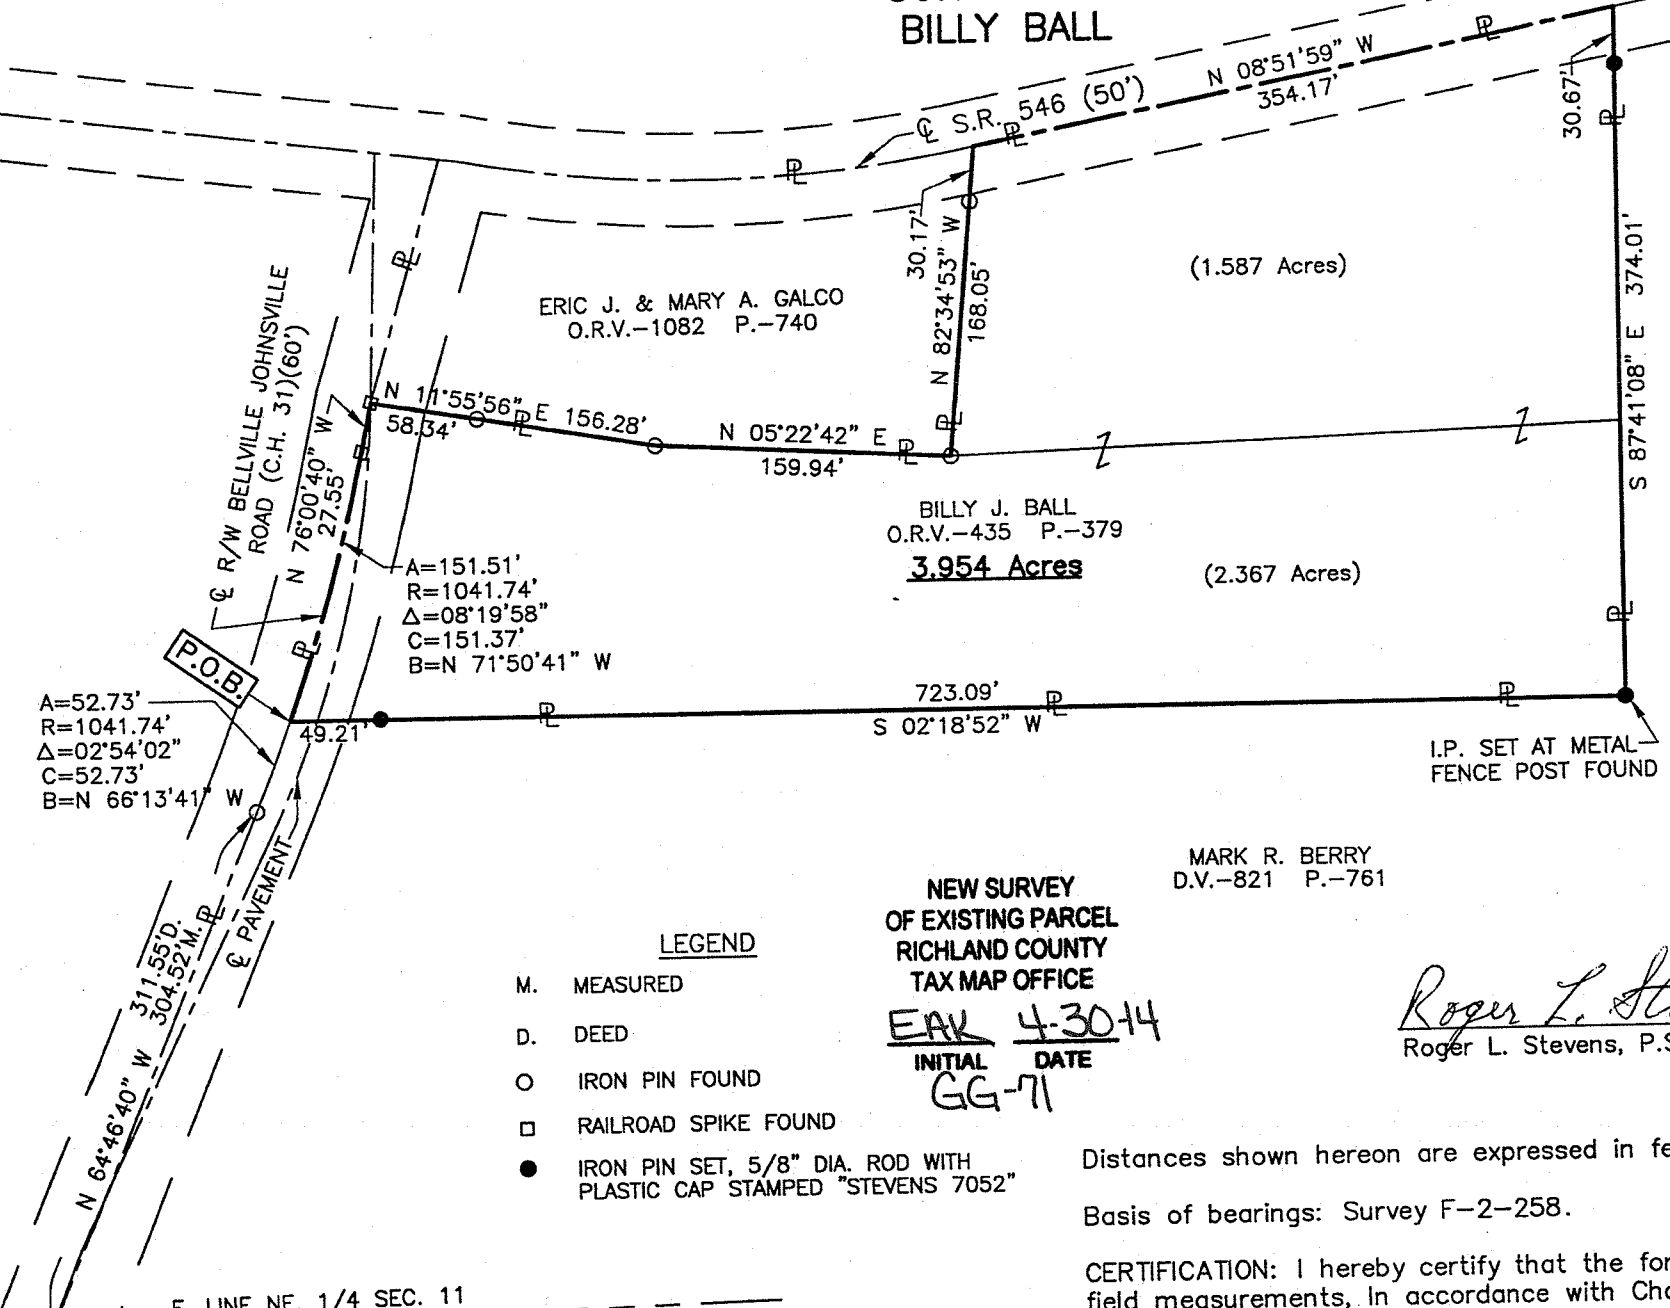 BILLY BALL
N 08°51'59" W
354.17'
℄ S.R. 546 (50')
30.67'
30.17'
N 82°34'53" W
168.05'
(1.587 Acres)
S 87°41'08" E 374.01'
ERIC J. & MARY A. GALCO
O.R.V.-1082 P.-740
℄ R/W BELLVILLE JOHNSVILLE
ROAD (C.H. 31)(60')
N 76°00'40" W
27.55'
N 11°55'56" E 156.28'
58.34'
N 05°22'42" E
159.94'
BILLY J. BALL
O.R.V.-435 P.-379
3.954 Acres
(2.367 Acres)
A=151.51'
R=1041.74'
Δ=08°19'58"
C=151.37'
B=N 71°50'41" W
P.O.B.
A=52.73'
R=1041.74'
Δ=02°54'02"
C=52.73'
B=N 66°13'41" W
49.21'
723.09'
S 02°18'52" W
I.P. SET AT METAL
FENCE POST FOUND
MARK R. BERRY
D.V.-821 P.-761
℄ PAVEMENT
311.55'D.
304.52'M.
N 64°46'40" W
NEW SURVEY
OF EXISTING PARCEL
RICHLAND COUNTY
TAX MAP OFFICE
EAK 4-30-14
INITIAL DATE
GG-71
LEGEND
M. MEASURED
D. DEED
IRON PIN FOUND
RAILROAD SPIKE FOUND
IRON PIN SET, 5/8" DIA. ROD WITH
PLASTIC CAP STAMPED "STEVENS 7052"
Roger L. St
Roger L. Stevens, P.S
Distances shown hereon are expressed in fe
Basis of bearings: Survey F-2-258.
CERTIFICATION: I hereby certify that the for
field measurements, In accordance with Cha
E. LINE NE. 1/4 SEC. 11